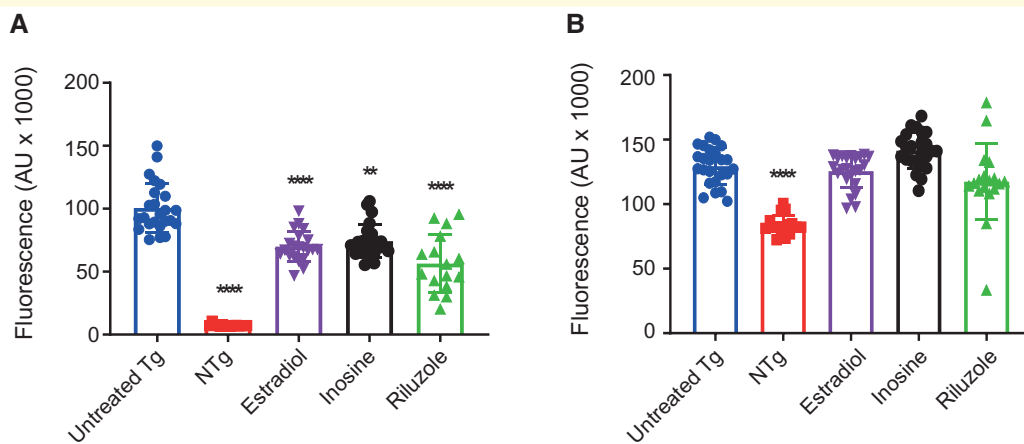 A
Fluorescence (AU x 1000)
200
150
100
50
0
****
****
**
****
Untreated Tg
NTg
Estradiol
Inosine
Riluzole
B
Fluorescence (AU x 1000)
200
150
100
50
0
****
Untreated Tg
NTg
Estradiol
Inosine
Riluzole